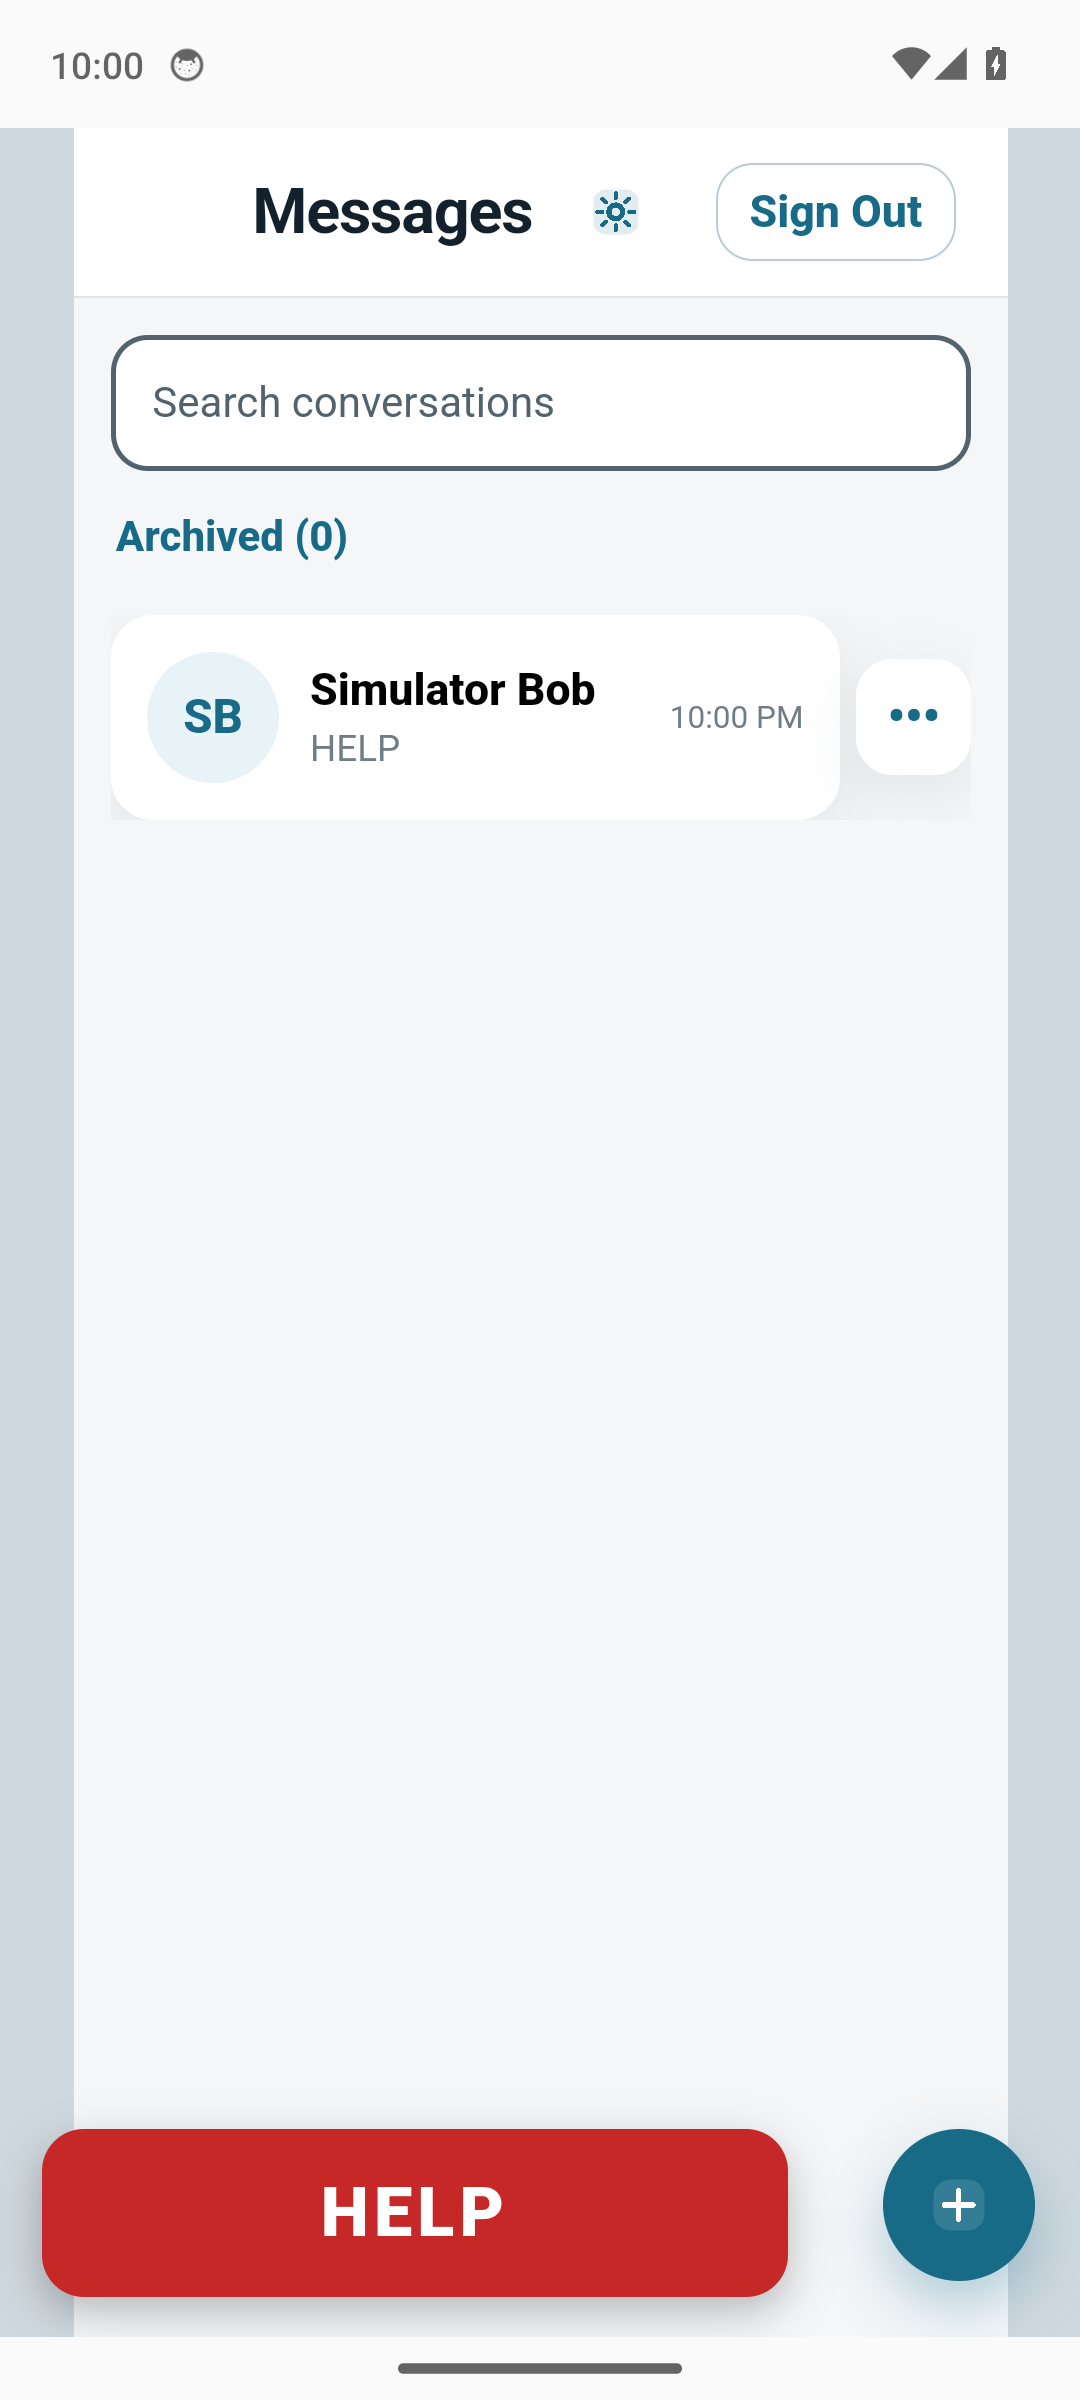 10:00
Messages
Sign Out
Search conversations
Archived (0)
SB
Simulator Bob
HELP
10:00 PM
HELP